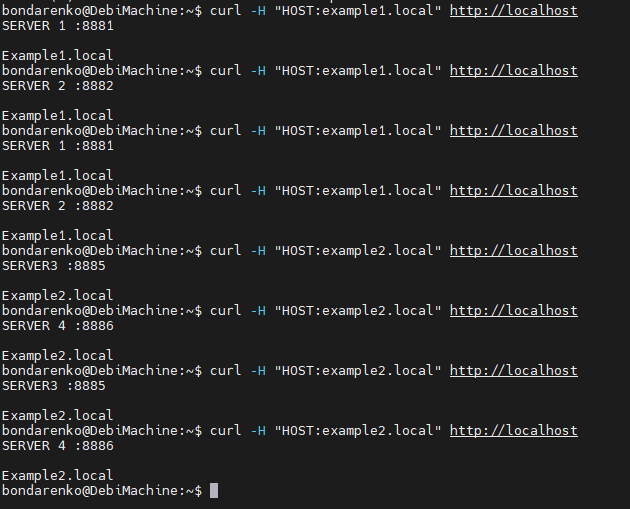 bondarenko@DebiMachine:~$ curl -H "HOST:example1.local" http://localhost
SERVER 1 :8881

Example1.local
bondarenko@DebiMachine:~$ curl -H "HOST:example1.local" http://localhost
SERVER 2 :8882

Example1.local
bondarenko@DebiMachine:~$ curl -H "HOST:example1.local" http://localhost
SERVER 1 :8881

Example1.local
bondarenko@DebiMachine:~$ curl -H "HOST:example1.local" http://localhost
SERVER 2 :8882

Example1.local
bondarenko@DebiMachine:~$ curl -H "HOST:example2.local" http://localhost
SERVER3 :8885

Example2.local
bondarenko@DebiMachine:~$ curl -H "HOST:example2.local" http://localhost
SERVER 4 :8886

Example2.local
bondarenko@DebiMachine:~$ curl -H "HOST:example2.local" http://localhost
SERVER3 :8885

Example2.local
bondarenko@DebiMachine:~$ curl -H "HOST:example2.local" http://localhost
SERVER 4 :8886

Example2.local
bondarenko@DebiMachine:~$